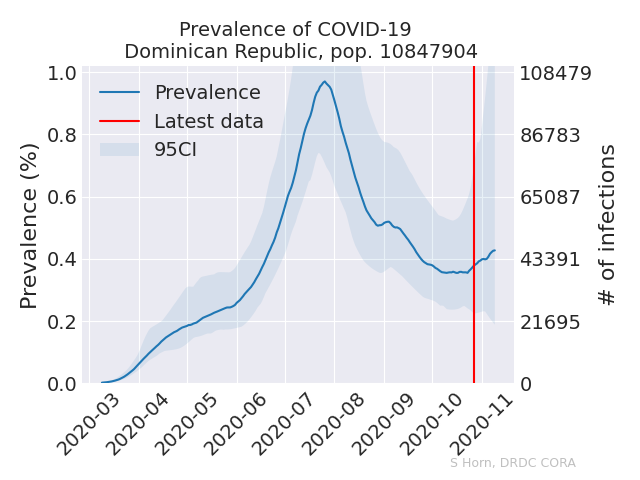 Prevalence of COVID-19
Dominican Republic, pop. 10847904
Prevalence
Latest data
95CI
Prevalence (%)
1.0
0.8
0.6
0.4
0.2
0.0
108479
86783
65087
43391
21695
0
# of infections
2020-03
2020-04
2020-05
2020-06
2020-07
2020-08
2020-09
2020-10
2020-11
S Horn, DRDC CORA